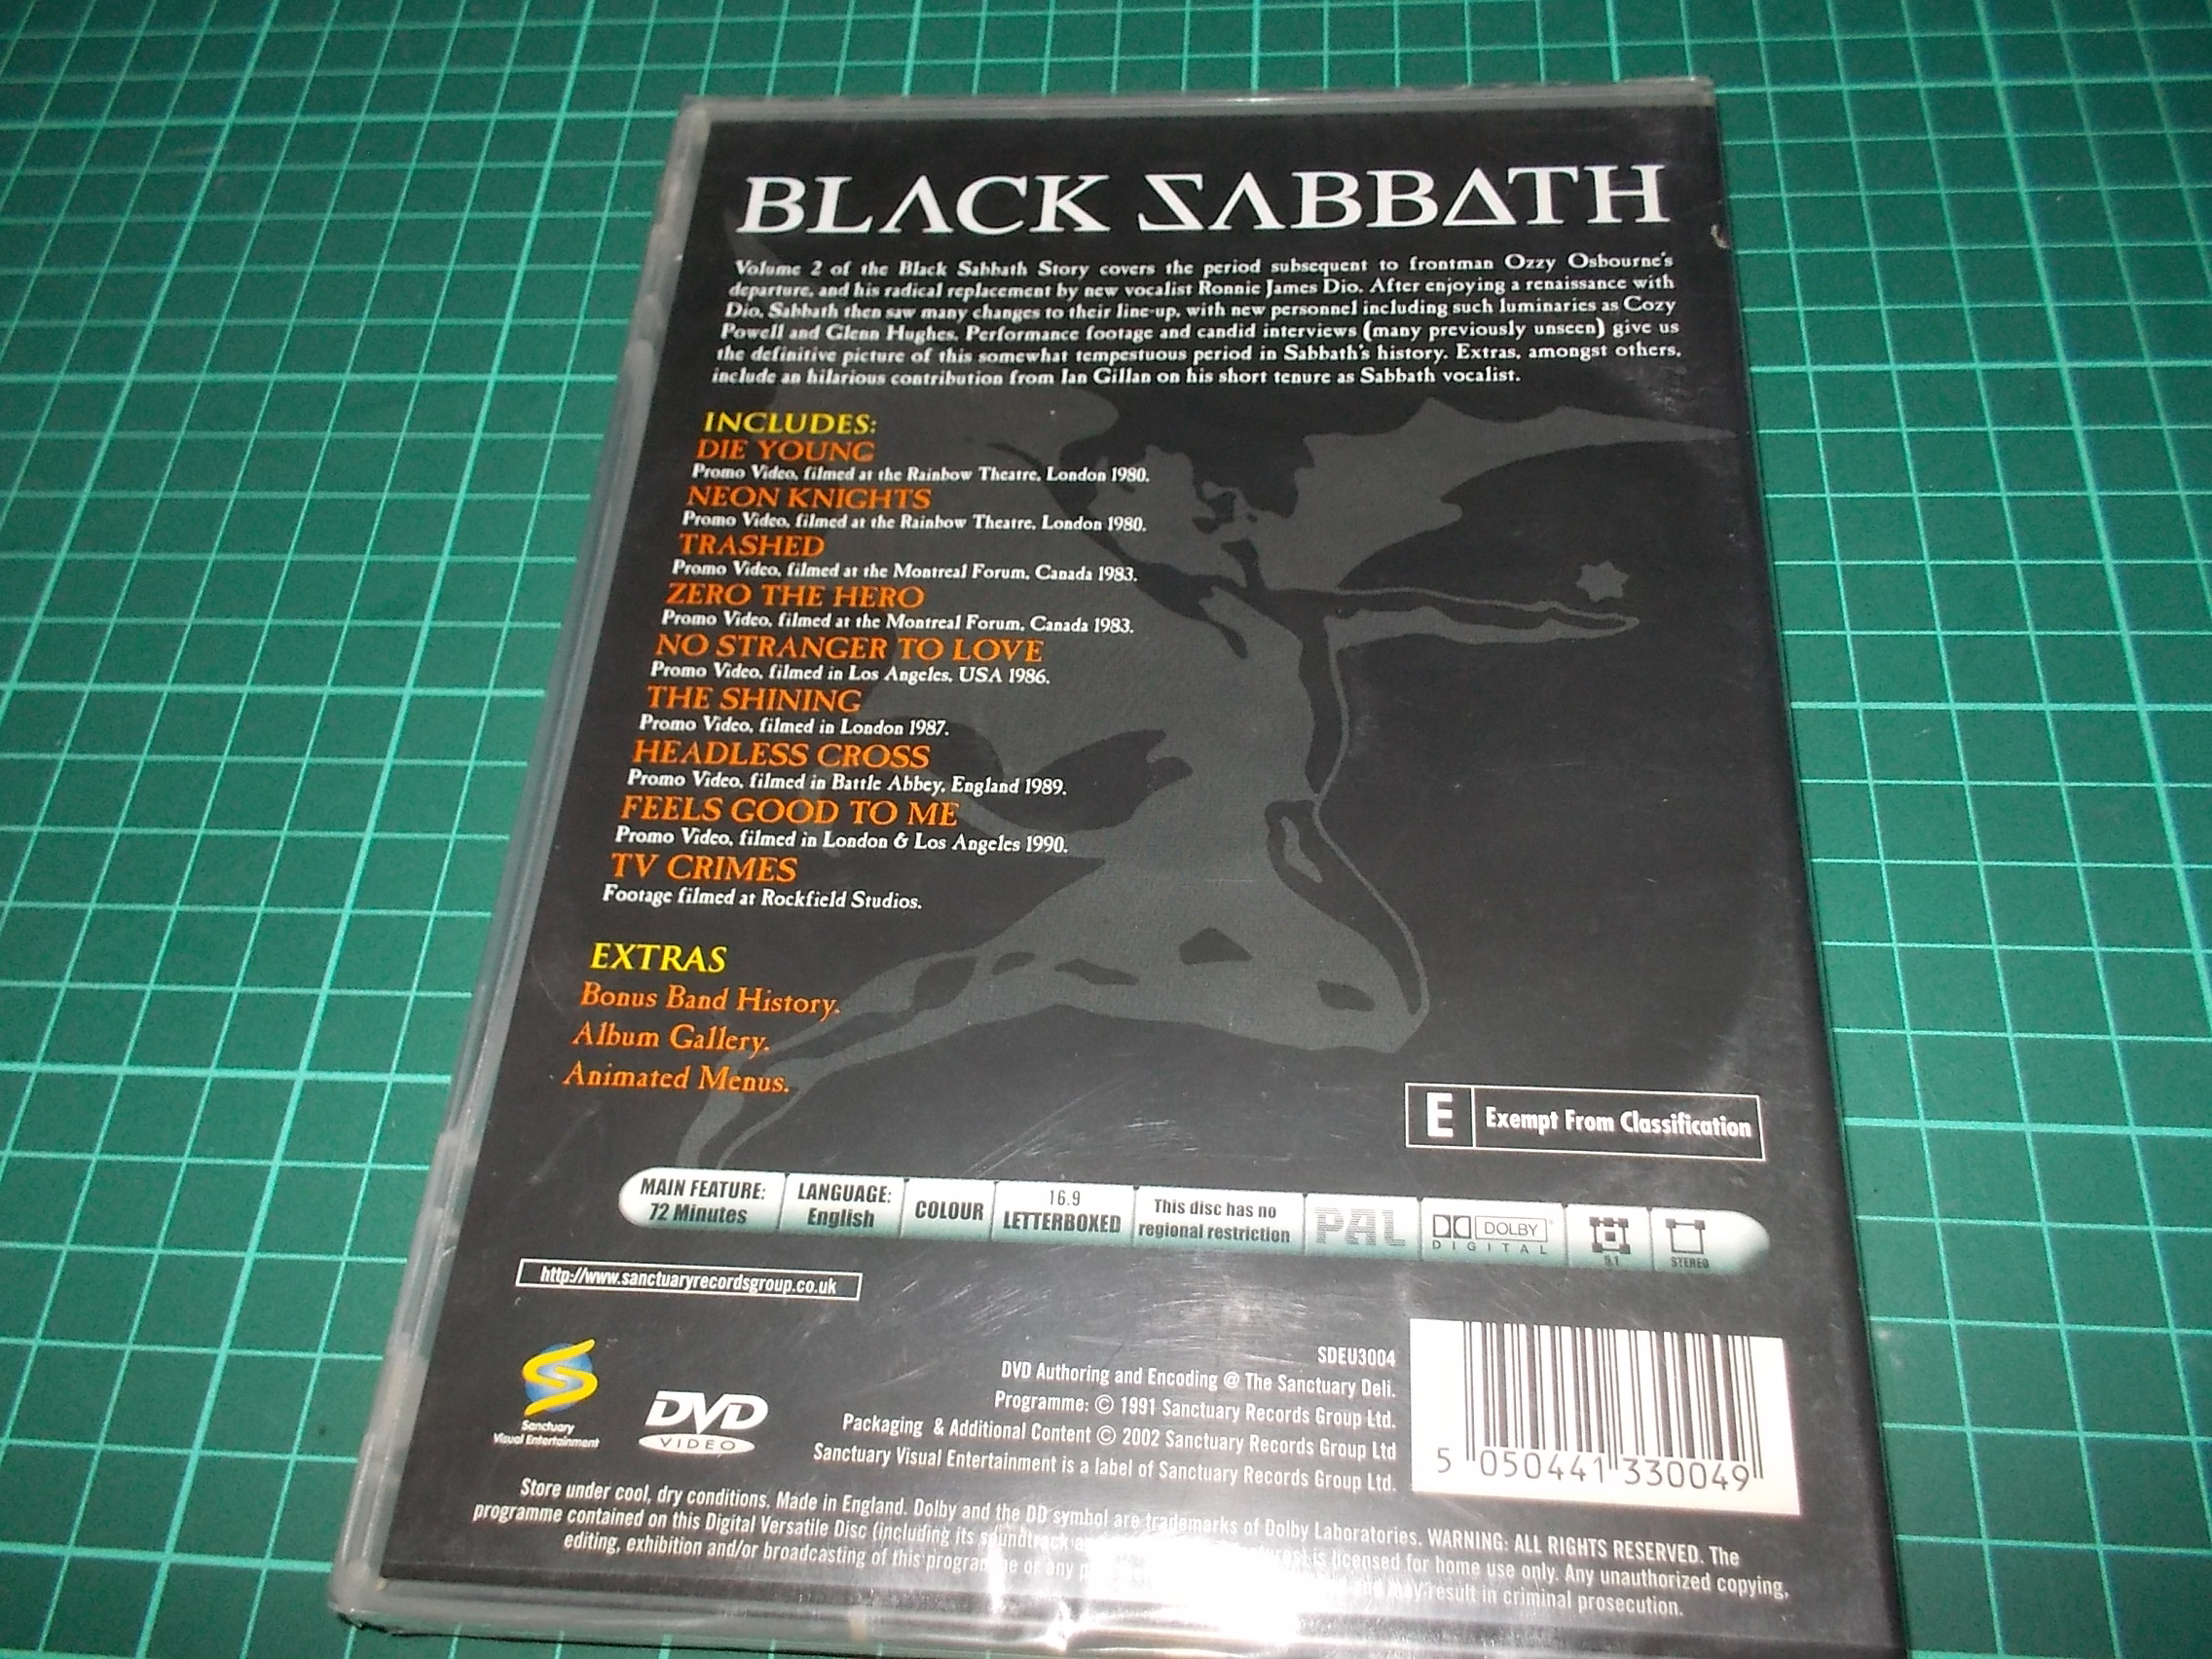 BLACK SABBATH
Volume 2 of the Black Sabbath Story covers the period subsequent to frontman Ozzy Osbourne's
departure, and his radical replacement by new vocalist Ronnie James Dio. After enjoying a renaissance with
Dio, Sabbath then saw many changes to their line-up, with new personnel including such luminaries as Cozy
Powell and Glenn Hughes. Performance footage and candid interviews (many previously unseen) give us
the definitive picture of this somewhat tempestuous period in Sabbath's history. Extras, amongst others,
include an hilarious contribution from Ian Gillan on his short tenure as Sabbath vocalist.
INCLUDES:
DIE YOUNG
Promo Video, filmed at the Rainbow Theatre, London 1980.
NEON KNIGHTS
Promo Video, filmed at the Rainbow Theatre, London 1980.
TRASHED
Promo Video, filmed at the Montreal Forum, Canada 1983.
ZERO THE HERO
Promo Video, filmed at the Montreal Forum, Canada 1983.
NO STRANGER TO LOVE
Promo Video, filmed in Los Angeles, USA 1986.
THE SHINING
Promo Video, filmed in London 1987.
HEADLESS CROSS
Promo Video, filmed in Battle Abbey, England 1989.
FEELS GOOD TO ME
Promo Video, filmed in London & Los Angeles 1990.
TV CRIMES
Footage filmed at Rockfield Studios.
EXTRAS
Bonus Band History.
Album Gallery.
Animated Menus.
E Exempt From Classification
MAIN FEATURE:
72 Minutes
LANGUAGE:
English
COLOUR
16.9
LETTERBOXED
This disc has no
regional restriction
PAL
DOLBY
DIGITAL
5.1
STEREO
http://www.sanctuaryrecordsgroup.co.uk
Sanctuary
Visual Entertainment
DVD
VIDEO
SDEU3004
DVD Authoring and Encoding @ The Sanctuary Deli.
Programme: © 1991 Sanctuary Records Group Ltd.
Packaging & Additional Content © 2002 Sanctuary Records Group Ltd
Sanctuary Visual Entertainment is a label of Sanctuary Records Group Ltd.
5 050441 330049
Store under cool, dry conditions. Made in England. Dolby and the DD symbol are trademarks of Dolby Laboratories. WARNING: ALL RIGHTS RESERVED. The
programme contained on this Digital Versatile Disc (including its soundtrack is licensed for home use only. Any unauthorized copying,
editing, exhibition and/or broadcasting of this programme or any may result in criminal prosecution.